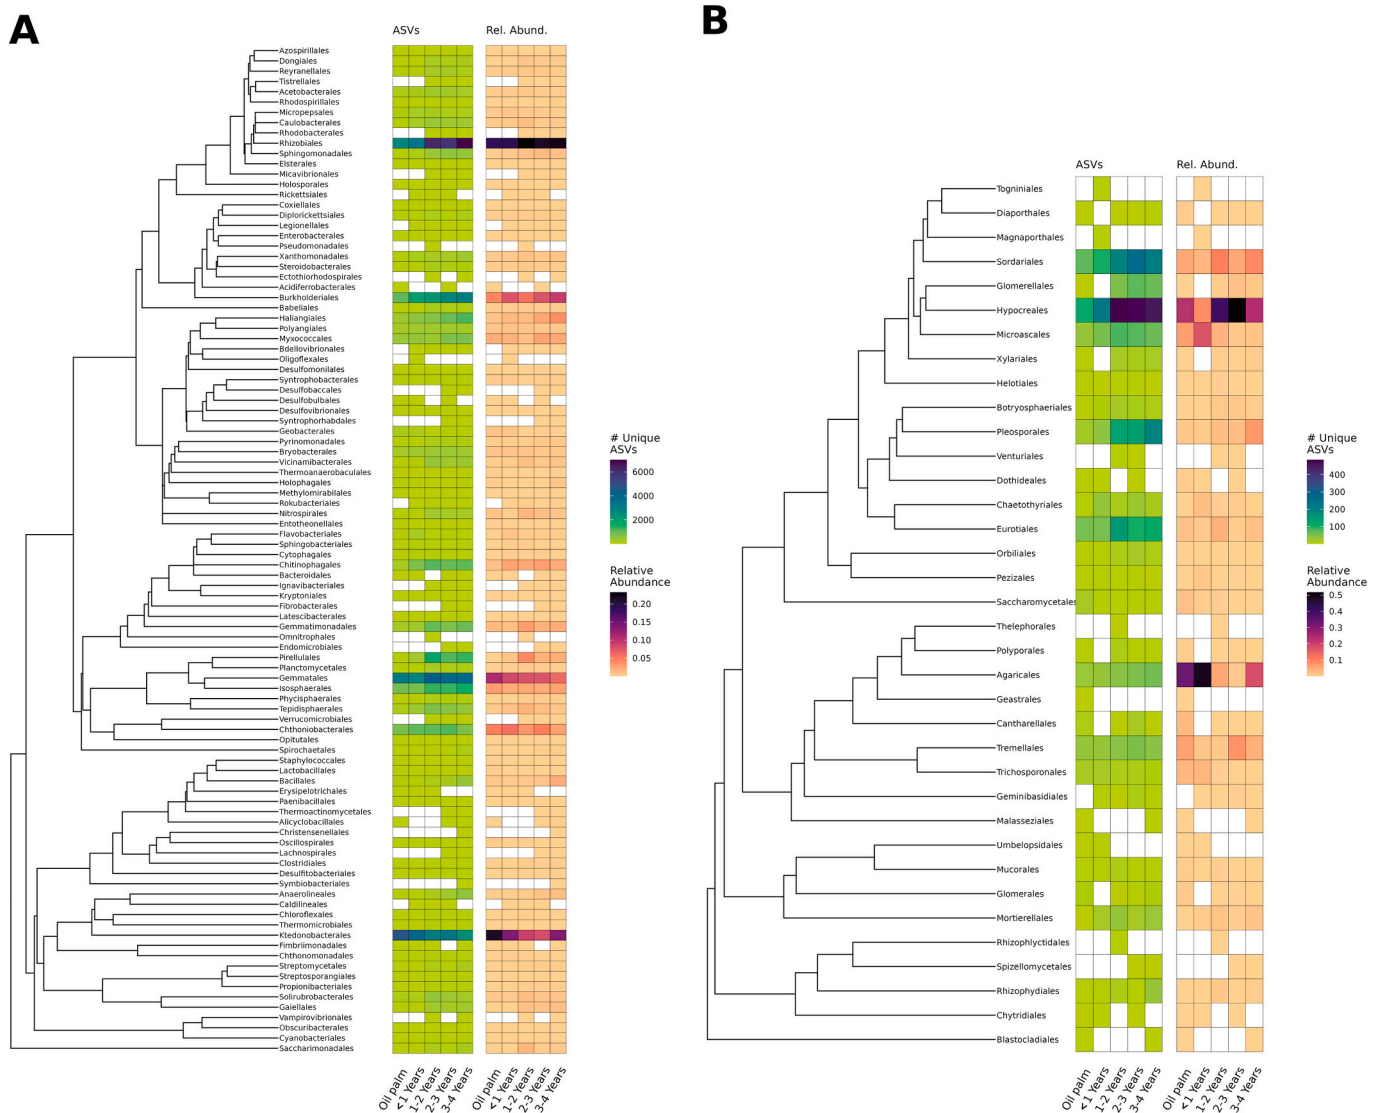 A
ASVs
Rel. Abund.
Azospirillales
Dongiales
Reyranellales
Tistrellales
Acetobacterales
Rhodospirillales
Micropepsales
Caulobacterales
Rhodobacterales
Rhizobiales
Sphingomonadales
Elsterales
Micavibrionales
Holosporales
Rickettsiales
Coxiellales
Diplorickettsiales
Legionellales
Enterobacterales
Pseudomonadales
Xanthomonadales
Steroidobacterales
Ectothiorhodospirales
Acidiferrobacterales
Burkholderiales
Babeliales
Haliangiales
Polyangiales
Myxococcales
Bdellovibrionales
Oligoflexales
Desulfomonilales
Syntrophobacterales
Desulfobaccales
Desulfobulbales
Desulfovibrionales
Syntrophorhabdales
Geobacterales
Pyrinomonadales
Bryobacterales
Vicinamibacterales
Thermoanaerobaculales
Holophagales
Methylomirabilales
Rokubacteriales
Nitrospirales
Entotheonellales
Flavobacteriales
Sphingobacteriales
Cytophagales
Chitinophagales
Bacteroidales
Ignavibacteriales
Kryptoniales
Fibrobacterales
Latescibacterales
Gemmatimonadales
Omnitrophales
Endomicrobiales
Pirellulales
Planctomycetales
Gemmatales
Isosphaerales
Phycisphaerales
Tepidisphaerales
Verrucomicrobiales
Chthoniobacterales
Opitutales
Spirochaetales
Staphylococcales
Lactobacillales
Bacillales
Erysipelotrichales
Paenibacillales
Thermoactinomycetales
Alicyclobacillales
Christensenellales
Oscillospirales
Lachnospirales
Clostridiales
Desulfitobacteriales
Symbiobacteriales
Anaerolineales
Caldilineales
Chloroflexales
Thermomicrobiales
Ktedonobacterales
Fimbriimonadales
Chthonomonadales
Streptomycetales
Streptosporangiales
Propionibacteriales
Solirubrobacterales
Gaiellales
Vampirovibrionales
Obscuribacterales
Cyanobacteriales
Saccharimonadales
Oil palm
<1 Years
1-2 Years
2-3 Years
3-4 Years
Oil palm
<1 Years
1-2 Years
2-3 Years
3-4 Years
# Unique
ASVs
6000
4000
2000
Relative
Abundance
0.20
0.15
0.10
0.05
B
ASVs
Rel. Abund.
Togniniales
Diaporthales
Magnaporthales
Sordariales
Glomerellales
Hypocreales
Microascales
Xylariales
Helotiales
Botryosphaeriales
Pleosporales
Venturiales
Dothideales
Chaetothyriales
Eurotiales
Orbiliales
Pezizales
Saccharomycetales
Thelephorales
Polyporales
Agaricales
Geastrales
Cantharellales
Tremellales
Trichosporonales
Geminibasidiales
Malasseziales
Umbelopsidales
Mucorales
Glomerales
Mortierellales
Rhizophlyctidales
Spizellomycetales
Rhizophydiales
Chytridiales
Blastocladiales
Oil palm
<1 Years
1-2 Years
2-3 Years
3-4 Years
Oil palm
<1 Years
1-2 Years
2-3 Years
3-4 Years
# Unique
ASVs
400
300
200
100
Relative
Abundance
0.5
0.4
0.3
0.2
0.1